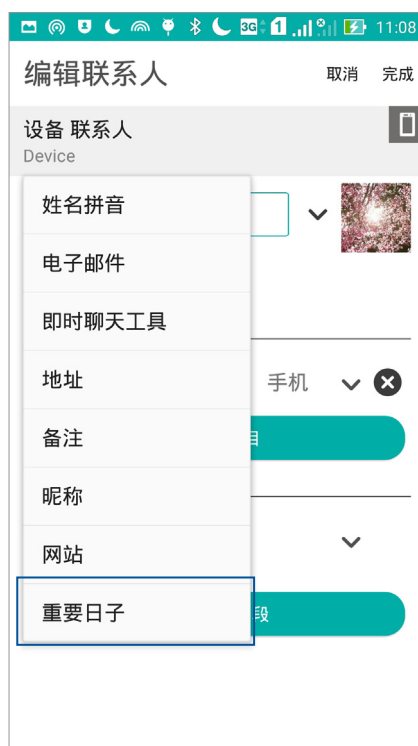 3G 1 11:08
编辑联系人 取消 完成
设备 联系人
Device
姓名拼音
电子邮件
即时聊天工具
地址 手机
备注 目
昵称
网站
重要日子 段